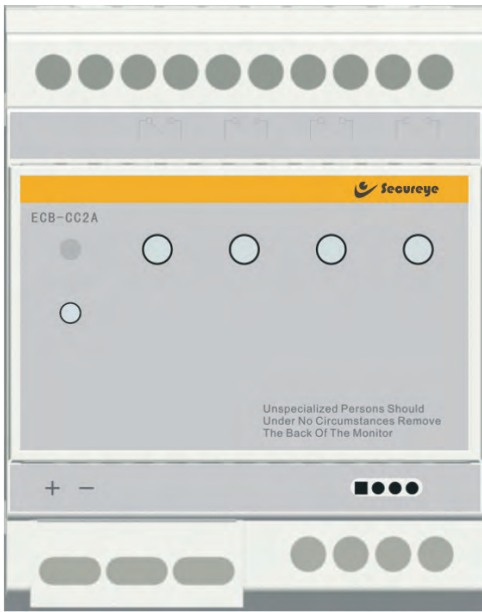 Secureye
ECB-CC2A
Unspecialized Persons Should
Under No Circumstances Remove
The Back Of The Monitor
+ −